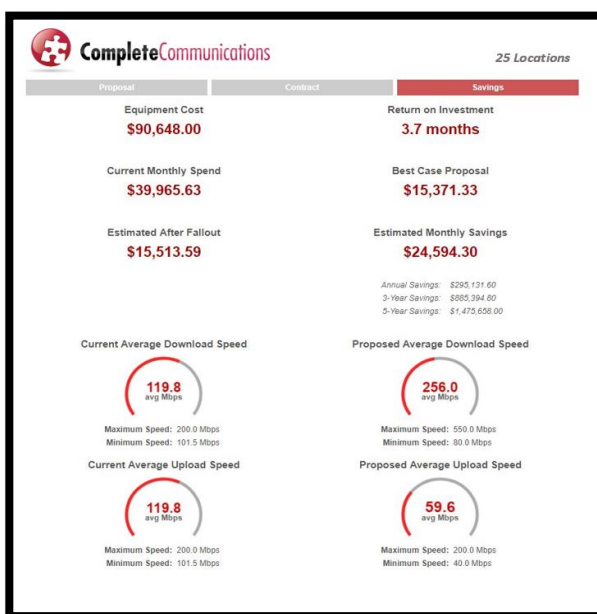 CompleteCommunications
25 Locations
Proposal Contract Savings
Equipment Cost
$90,648.00
Return on Investment
3.7 months
Current Monthly Spend
$39,965.63
Best Case Proposal
$15,371.33
Estimated After Fallout
$15,513.59
Estimated Monthly Savings
$24,594.30
Annual Savings: $295,131.60
3-Year Savings: $885,394.80
5-Year Savings: $1,475,658.00
Current Average Download Speed
119.8
avg Mbps
Maximum Speed: 200.0 Mbps
Minimum Speed: 101.5 Mbps
Proposed Average Download Speed
256.0
avg Mbps
Maximum Speed: 550.0 Mbps
Minimum Speed: 80.0 Mbps
Current Average Upload Speed
119.8
avg Mbps
Maximum Speed: 200.0 Mbps
Minimum Speed: 101.5 Mbps
Proposed Average Upload Speed
59.6
avg Mbps
Maximum Speed: 200.0 Mbps
Minimum Speed: 40.0 Mbps